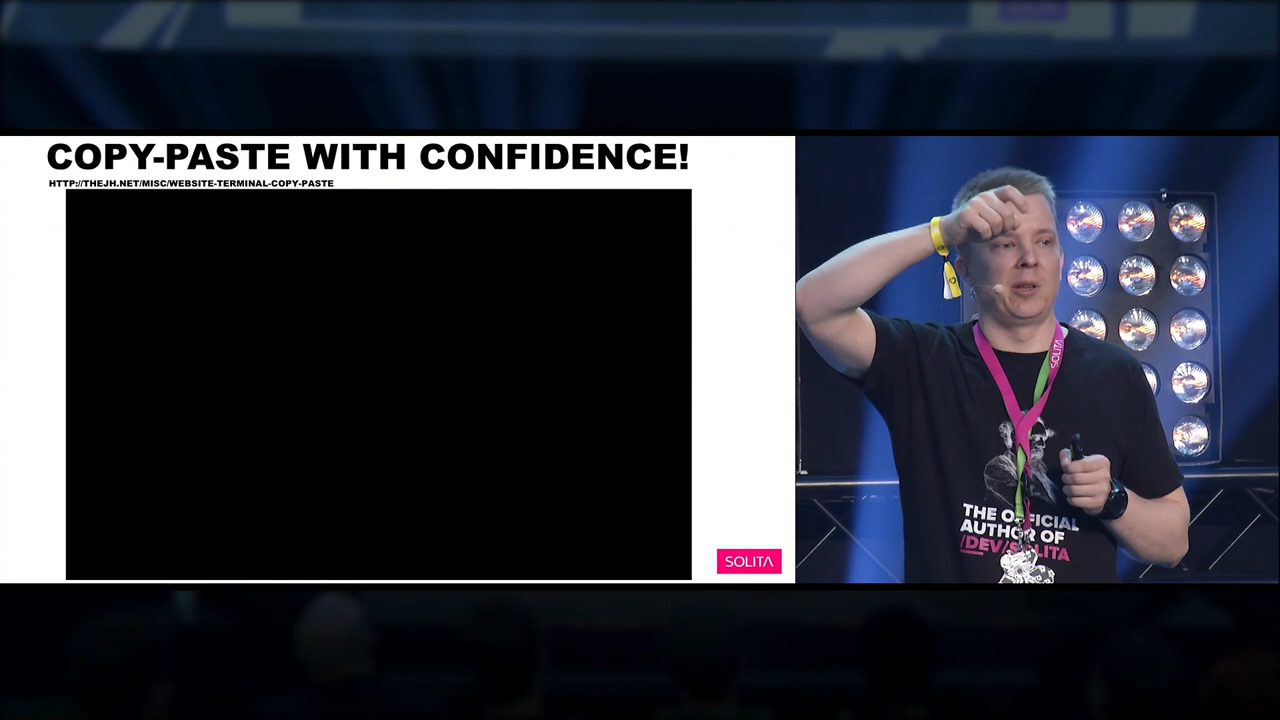 COPY-PASTE WITH CONFIDENCE!
HTTP://THEJH.NET/MISC/WEBSITE-TERMINAL-COPY-PASTE
SOLITA
SOLITA
THE OFFICIAL
AUTHOR OF
/DEV/SOLITA